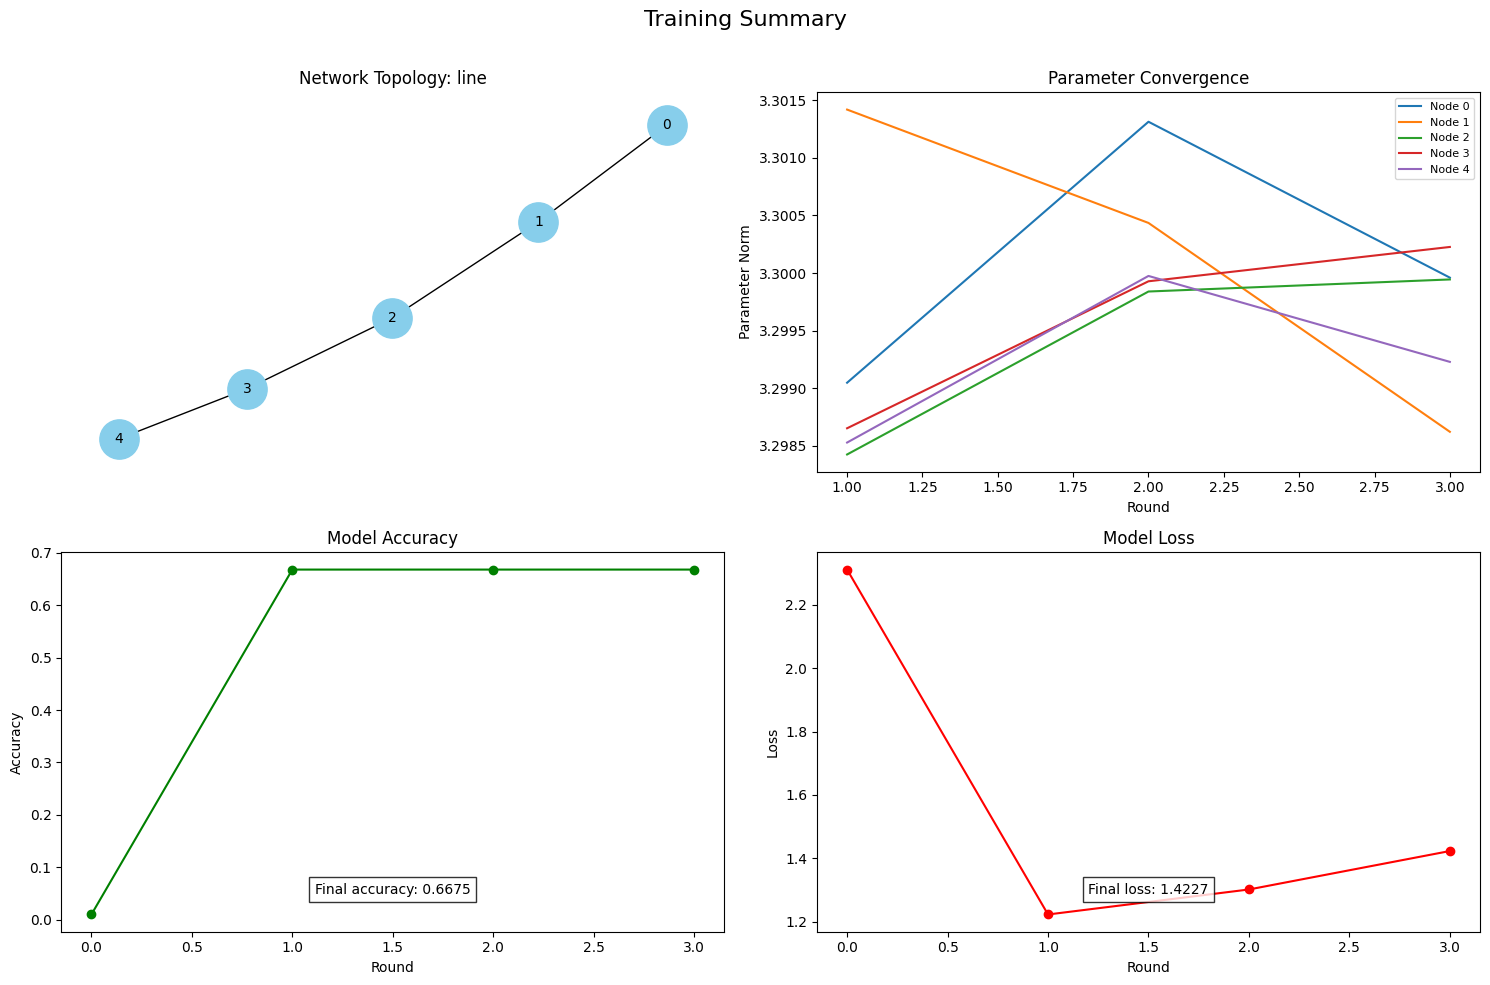 Training Summary
Network Topology: line
0
1
2
3
4
Parameter Convergence
3.3015
3.3010
3.3005
3.3000
3.2995
3.2990
3.2985
Parameter Norm
Node 0
Node 1
Node 2
Node 3
Node 4
1.00 1.25 1.50 1.75 2.00 2.25 2.50 2.75 3.00
Round
Model Accuracy
0.7
0.6
0.5
0.4
0.3
0.2
0.1
0.0
Accuracy
Final accuracy: 0.6675
0.0 0.5 1.0 1.5 2.0 2.5 3.0
Round
Model Loss
2.2
2.0
1.8
1.6
1.4
1.2
Loss
Final loss: 1.4227
0.0 0.5 1.0 1.5 2.0 2.5 3.0
Round